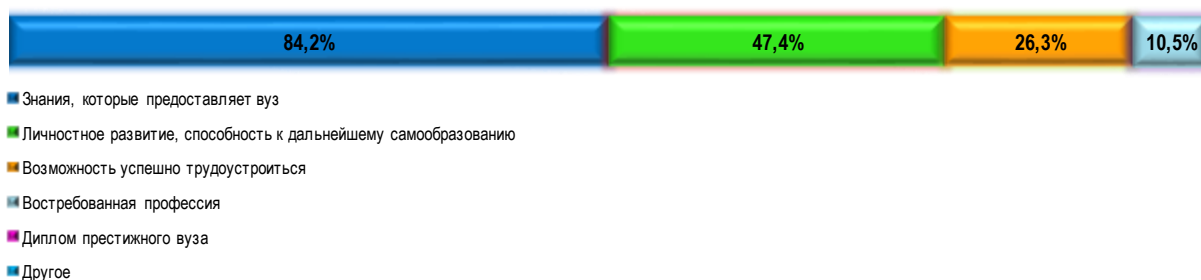 84,2% 47,4% 26,3% 10,5%
Знания, которые предоставляет вуз
Личностное развитие, способность к дальнейшему самообразованию
Возможность успешно трудоустроиться
Востребованная профессия
Диплом престижного вуза
Другое